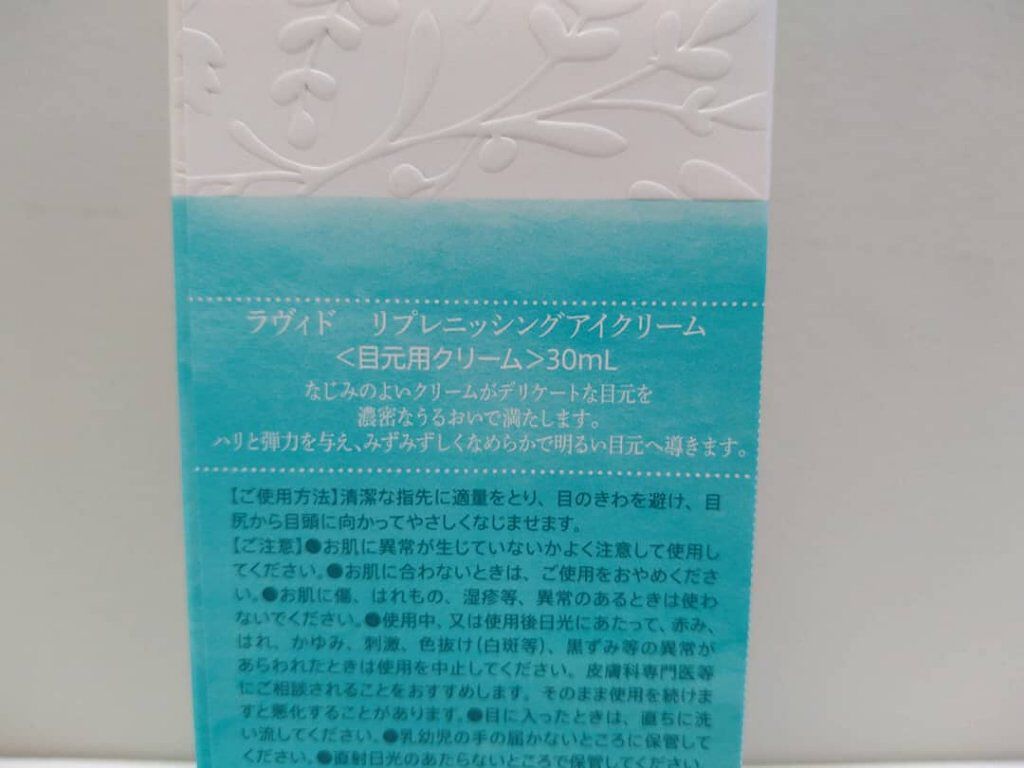 ラヴィド　リプレニッシングアイクリーム
＜目元用クリーム＞30mL
なじみのよいクリームがデリケートな目元を
濃密なうるおいで満たします。
ハリと弾力を与え、みずみずしくなめらかで明るい目元へ導きます。
【ご使用方法】清潔な指先に適量をとり、目のきわを避け、目
尻から目頭に向かってやさしくなじませます。
【ご注意】●お肌に異常が生じていないかよく注意して使用し
てください。●お肌に合わないときは、ご使用をおやめくださ
い。●お肌に傷、はれもの、湿疹等、異常のあるときは使わ
ないでください。●使用中、又は使用後日光にあたって、赤み、
はれ、かゆみ、刺激、色抜け（白斑等）、黒ずみ等の異常が
あらわれたときは使用を中止してください。皮膚科専門医等
にご相談されることをおすすめします。そのまま使用を続けま
すと悪化することがあります。●目に入ったときは、直ちに洗
い流してください。●乳幼児の手の届かないところに保管して
ください。●直射日光のあたらないところで保管してください。